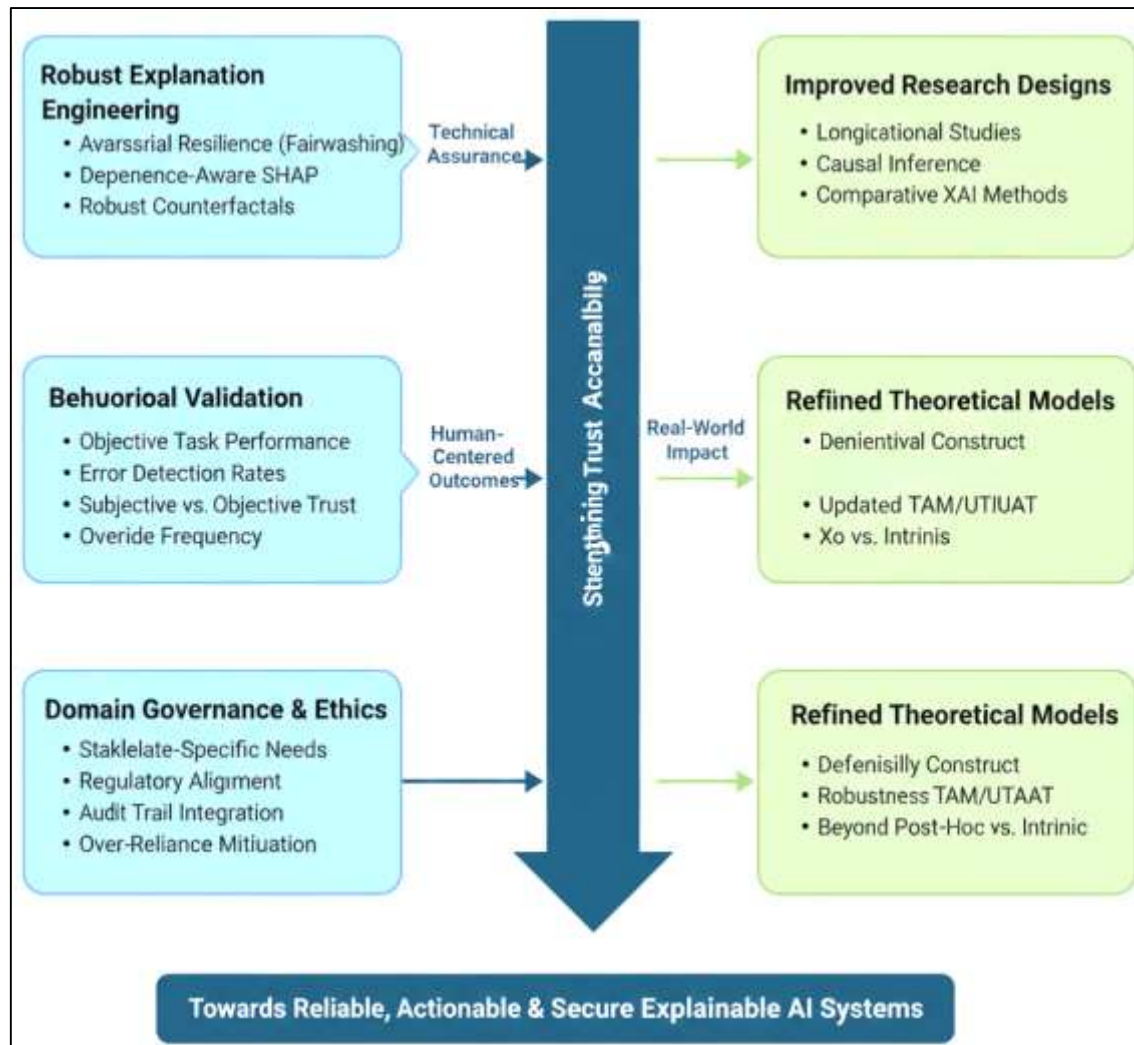 Robust Explanation
Engineering
• Avarssrial Resilience (Fairwashing)
• Depenence-Aware SHAP
• Robust Counterfactals
Technical
Assurance
Improved Research Designs
• Longicational Studies
• Causal Inference
• Comparative XAI Methods
Behuorioal Validation
• Objective Task Performance
• Error Detection Rates
• Subjective vs. Objective Trust
• Overide Frequency
Human-
Centered
Outcomes
Trust
Real-World
Impact
Refiined Theoretical Models
• Denientival Construct
• Updated TAM/UTIUAT
• Xo vs. Intrinis
Domain Governance & Ethics
• Staklelate-Specific Needs
• Regulatory Aligment
• Audit Trail Integration
• Over-Reliance Mitiuation
Refined Theoretical Models
• Defenisilly Construct
• Robustness TAM/UTAAT
• Beyond Post-Hoc vs. Intrinic
Towards Reliable, Actionable & Secure Explainable AI Systems